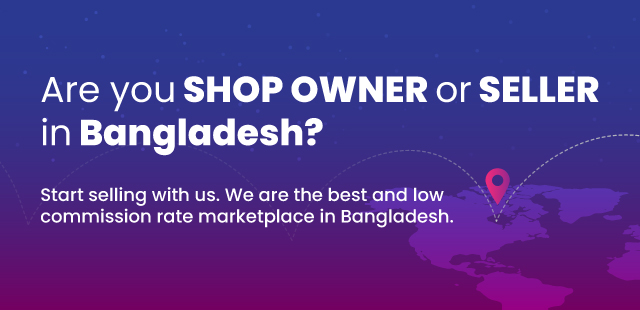 Are you SHOP OWNER or SELLER
in Bangladesh?
Start selling with us. We are the best and low
commission rate marketplace in Bangladesh.